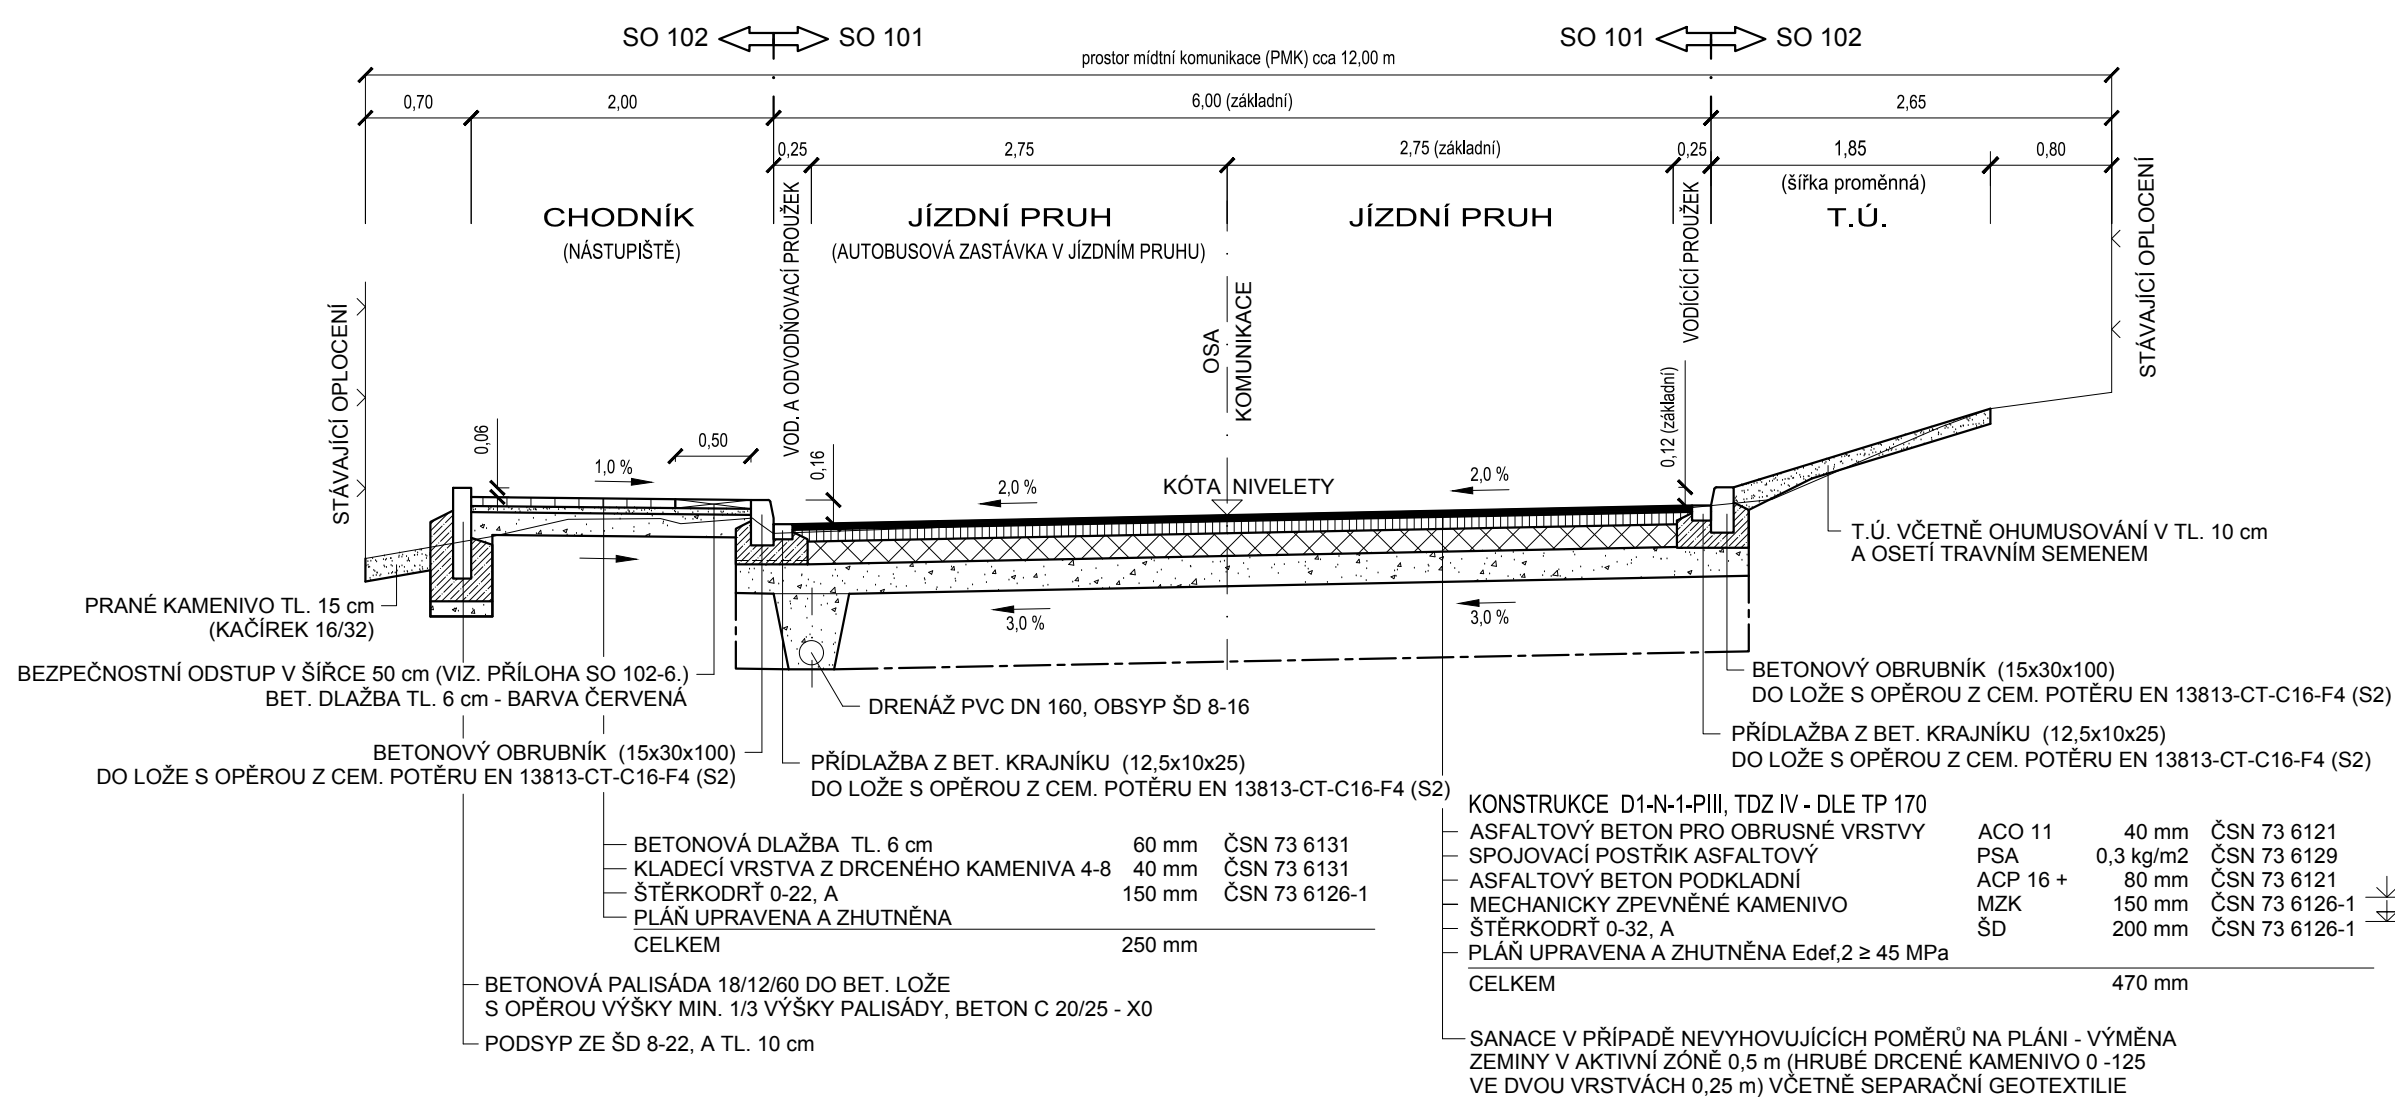 SO 102 SO 101
SO 101 SO 102
prostor mídtní komunikace (PMK) cca 12,00 m
0,70 2,00 6,00 (základní) 2,65
0,25 2,75 2,75 (základní) 0,25 1,85 0,80
(šířka proměnná)
CHODNÍK
(NÁSTUPIŠTĚ)
JÍZDNÍ PRUH
(AUTOBUSOVÁ ZASTÁVKA V JÍZDNÍM PRUHU)
JÍZDNÍ PRUH
T.Ú.
STÁVAJÍCÍ OPLOCENÍ
VOD. A ODVODŇOVACÍ PROUŽEK
OSA
KOMUNIKACE
VODÍCÍCÍ PROUŽEK
STÁVAJÍCÍ OPLOCENÍ
0,06
0,50
0,16
0,12 (základní)
1,0 %
2,0 %
KÓTA NIVELETY
2,0 %
3,0 %
3,0 %
T.Ú. VČETNĚ OHUMUSOVÁNÍ V TL. 10 cm
A OSETÍ TRAVNÍM SEMENEM
PRANÉ KAMENIVO TL. 15 cm
(KAČÍREK 16/32)
BEZPEČNOSTNÍ ODSTUP V ŠÍŘCE 50 cm (VIZ. PŘÍLOHA SO 102-6.)
BET. DLAŽBA TL. 6 cm - BARVA ČERVENÁ
BETONOVÝ OBRUBNÍK (15x30x100)
DO LOŽE S OPĚROU Z CEM. POTĚRU EN 13813-CT-C16-F4 (S2)
DRENÁŽ PVC DN 160, OBSYP ŠD 8-16
PŘÍDLAŽBA Z BET. KRAJNÍKU (12,5x10x25)
DO LOŽE S OPĚROU Z CEM. POTĚRU EN 13813-CT-C16-F4 (S2)
BETONOVÝ OBRUBNÍK (15x30x100)
DO LOŽE S OPĚROU Z CEM. POTĚRU EN 13813-CT-C16-F4 (S2)
PŘÍDLAŽBA Z BET. KRAJNÍKU (12,5x10x25)
DO LOŽE S OPĚROU Z CEM. POTĚRU EN 13813-CT-C16-F4 (S2)
BETONOVÁ DLAŽBA TL. 6 cm 60 mm ČSN 73 6131
KLADECÍ VRSTVA Z DRCENÉHO KAMENIVA 4-8 40 mm ČSN 73 6131
ŠTĚRKODRŤ 0-22, A 150 mm ČSN 73 6126-1
PLÁŇ UPRAVENA A ZHUTNĚNA
CELKEM 250 mm
BETONOVÁ PALISÁDA 18/12/60 DO BET. LOŽE
S OPĚROU VÝŠKY MIN. 1/3 VÝŠKY PALISÁDY, BETON C 20/25 - X0
PODSYP ZE ŠD 8-22, A TL. 10 cm
KONSTRUKCE D1-N-1-PIII, TDZ IV - DLE TP 170
ASFALTOVÝ BETON PRO OBRUSNÉ VRSTVY ACO 11 40 mm ČSN 73 6121
SPOJOVACÍ POSTŘIK ASFALTOVÝ PSA 0,3 kg/m2 ČSN 73 6129
ASFALTOVÝ BETON PODKLADNÍ ACP 16 + 80 mm ČSN 73 6121
MECHANICKY ZPEVNĚNÉ KAMENIVO MZK 150 mm ČSN 73 6126-1
ŠTĚRKODRŤ 0-32, A ŠD 200 mm ČSN 73 6126-1
PLÁŇ UPRAVENA A ZHUTNĚNA Edef,2 ≥ 45 MPa
CELKEM 470 mm
SANACE V PŘÍPADĚ NEVYHOVUJÍCÍCH POMĚRŮ NA PLÁNI - VÝMĚNA
ZEMINY V AKTIVNÍ ZÓNĚ 0,5 m (HRUBÉ DRCENÉ KAMENIVO 0 -125
VE DVOU VRSTVÁCH 0,25 m) VČETNĚ SEPARAČNÍ GEOTEXTILIE